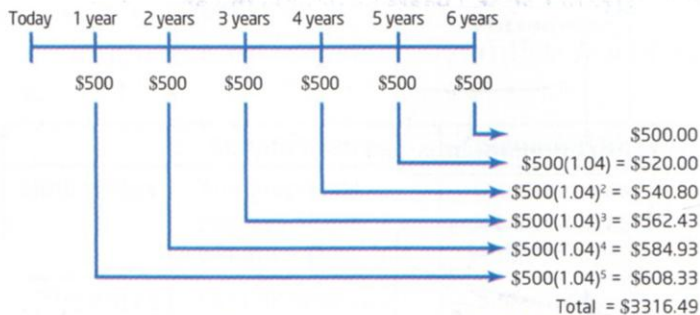 Today 1 year 2 years 3 years 4 years 5 years 6 years
$500 $500 $500 $500 $500 $500
$500.00
$500(1.04) = $520.00
$500(1.04)² = $540.80
$500(1.04)³ = $562.43
$500(1.04)⁴ = $584.93
$500(1.04)⁵ = $608.33
Total = $3316.49